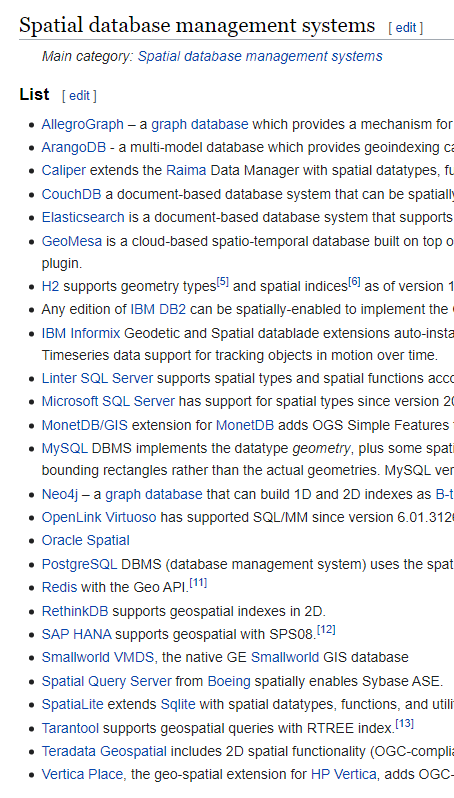 Spatial database management systems [ edit ]
Main category: Spatial database management systems
List [ edit ]
AllegroGraph – a graph database which provides a mechanism for
ArangoDB - a multi-model database which provides geoindexing ca
Caliper extends the Raima Data Manager with spatial datatypes, fu
CouchDB a document-based database system that can be spatially
Elasticsearch is a document-based database system that supports
GeoMesa is a cloud-based spatio-temporal database built on top o
plugin.
H2 supports geometry types[5] and spatial indices[6] as of version 1
Any edition of IBM DB2 can be spatially-enabled to implement the
IBM Informix Geodetic and Spatial datablade extensions auto-insta
Timeseries data support for tracking objects in motion over time.
Linter SQL Server supports spatial types and spatial functions acco
Microsoft SQL Server has support for spatial types since version 20
MonetDB/GIS extension for MonetDB adds OGS Simple Features
MySQL DBMS implements the datatype geometry, plus some spati
bounding rectangles rather than the actual geometries. MySQL ver
Neo4j – a graph database that can build 1D and 2D indexes as B-t
OpenLink Virtuoso has supported SQL/MM since version 6.01.3126
Oracle Spatial
PostgreSQL DBMS (database management system) uses the spat
Redis with the Geo API.[11]
RethinkDB supports geospatial indexes in 2D.
SAP HANA supports geospatial with SPS08.[12]
Smallworld VMDS, the native GE Smallworld GIS database
Spatial Query Server from Boeing spatially enables Sybase ASE.
SpatiaLite extends Sqlite with spatial datatypes, functions, and utili
Tarantool supports geospatial queries with RTREE index.[13]
Teradata Geospatial includes 2D spatial functionality (OGC-complia
Vertica Place, the geo-spatial extension for HP Vertica, adds OGC-